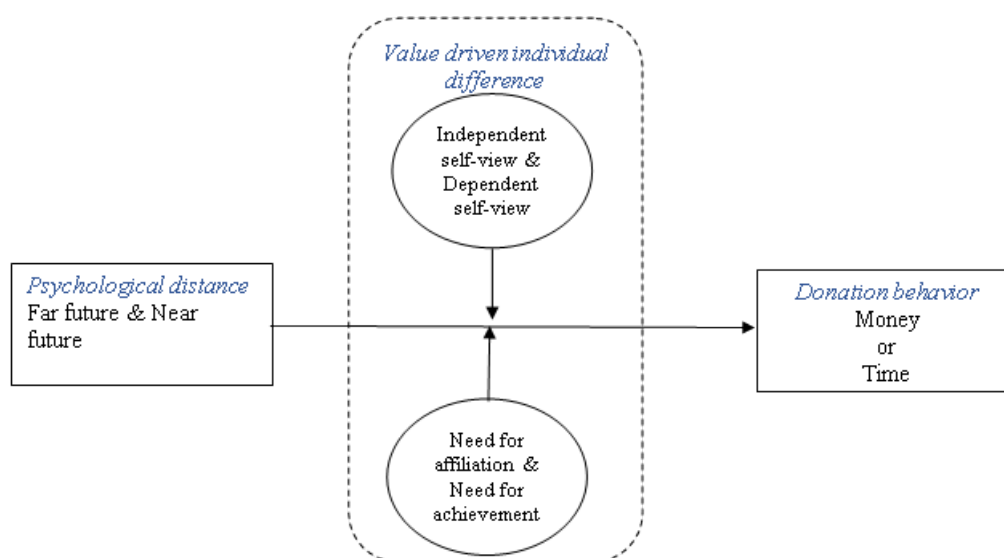 Value driven individual
difference
Independent
self-view &
Dependent
self-view
Psychological distance
Far future & Near
future
Donation behavior
Money
or
Time
Need for
affiliation &
Need for
achievement